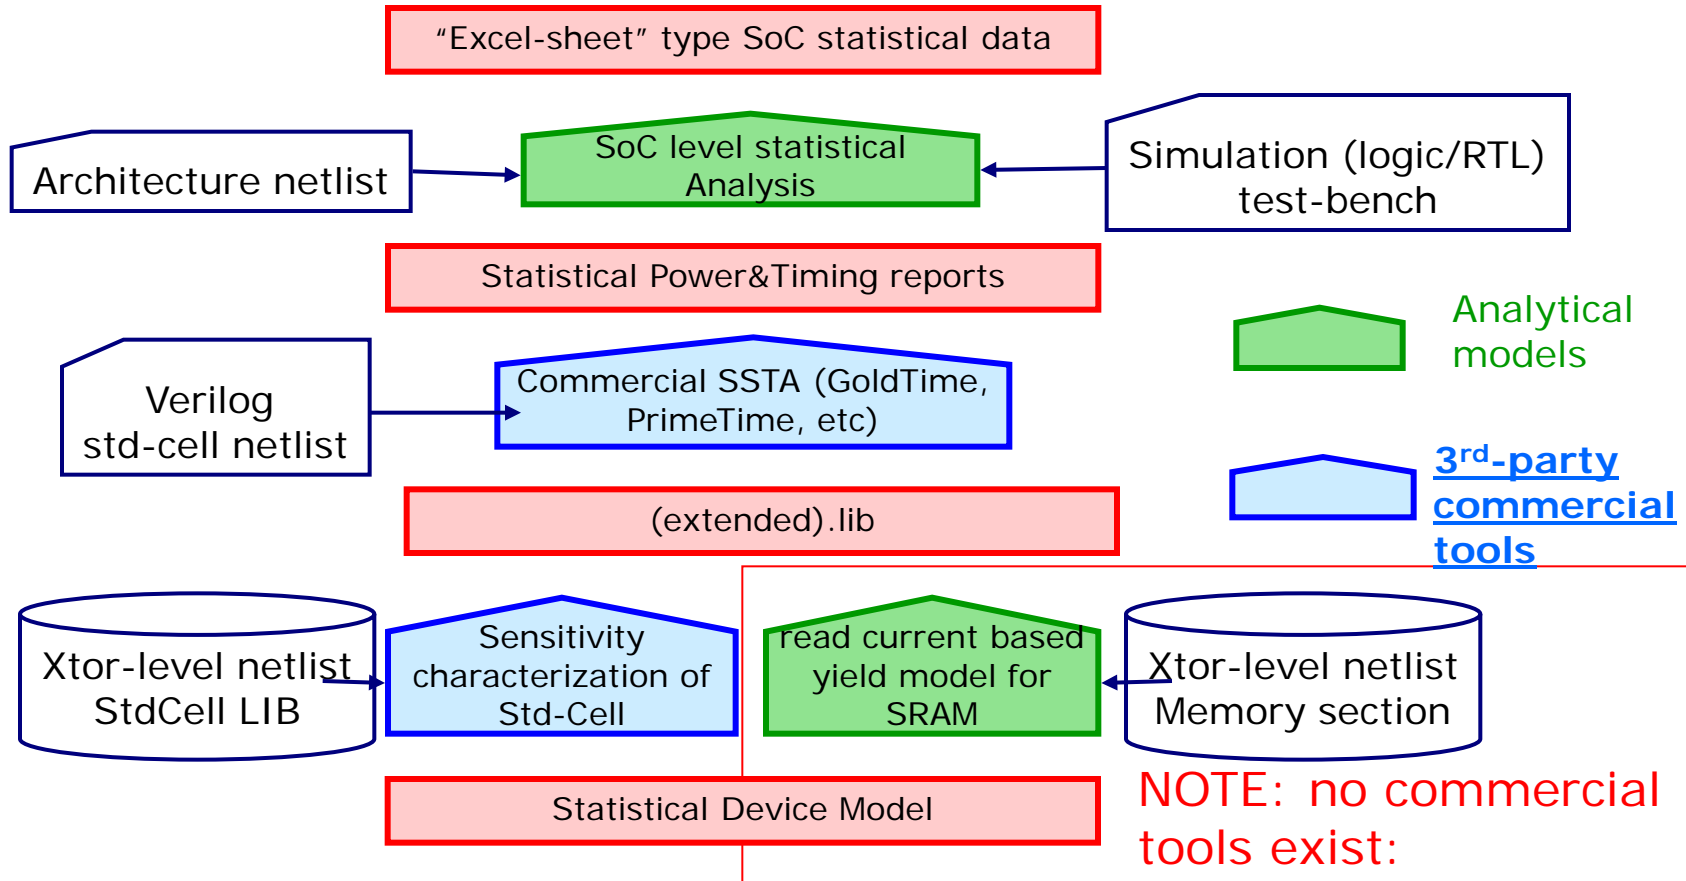 “Excel-sheet” type SoC statistical data
Architecture netlist
SoC level statistical
Analysis
Simulation (logic/RTL)
test-bench
Statistical Power&Timing reports
Analytical
models
Verilog
std-cell netlist
Commercial SSTA (GoldTime,
PrimeTime, etc)
3rd-party
commercial
tools
(extended).lib
Xtor-level netlist
StdCell LIB
Sensitivity
characterization of
Std-Cell
read current based
yield model for
SRAM
Xtor-level netlist
Memory section
Statistical Device Model
NOTE: no commercial
tools exist: